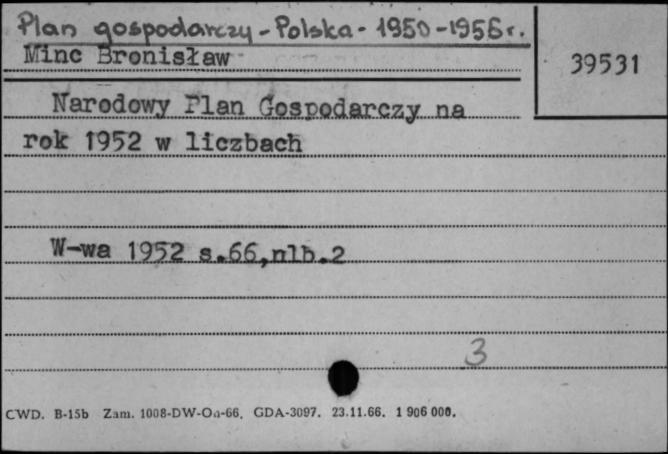 Plan gospodarczy - Polska - 1950-1956 r.
Minc Bronisław
39531
Narodowy Plan Gospodarczy na
rok 1952 w liczbach
W-wa 1952 s.66,nlb.2
3
CWD. B-15b Zam. 1008-DW-Oa-66. GDA-3097. 23.11.66. 1 906 000.